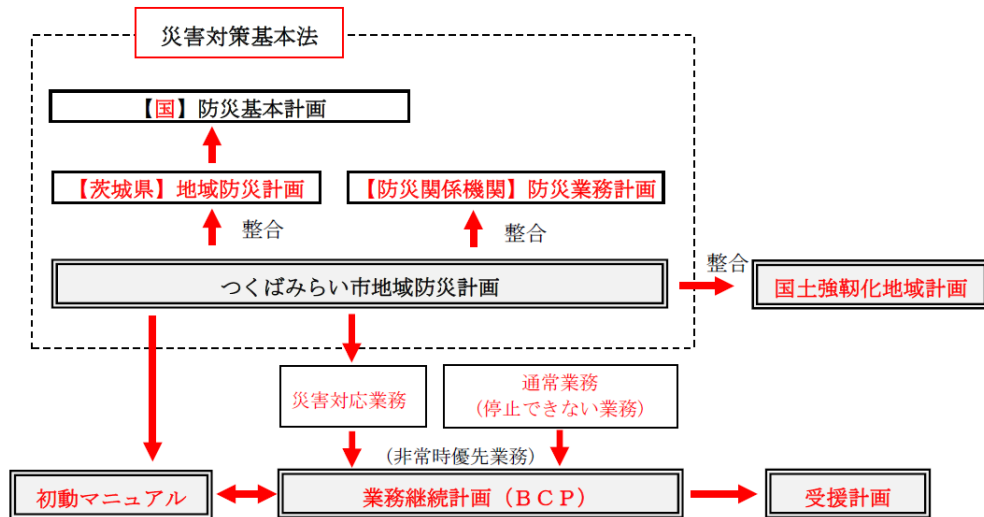 災害対策基本法
【国】防災基本計画
【茨城県】地域防災計画
【防災関係機関】防災業務計画
整合
整合
つくばみらい市地域防災計画
整合
国土強靭化地域計画
災害対応業務
通常業務
(停止できない業務)
(非常時優先業務)
初動マニュアル
業務継続計画（ＢＣＰ）
受援計画